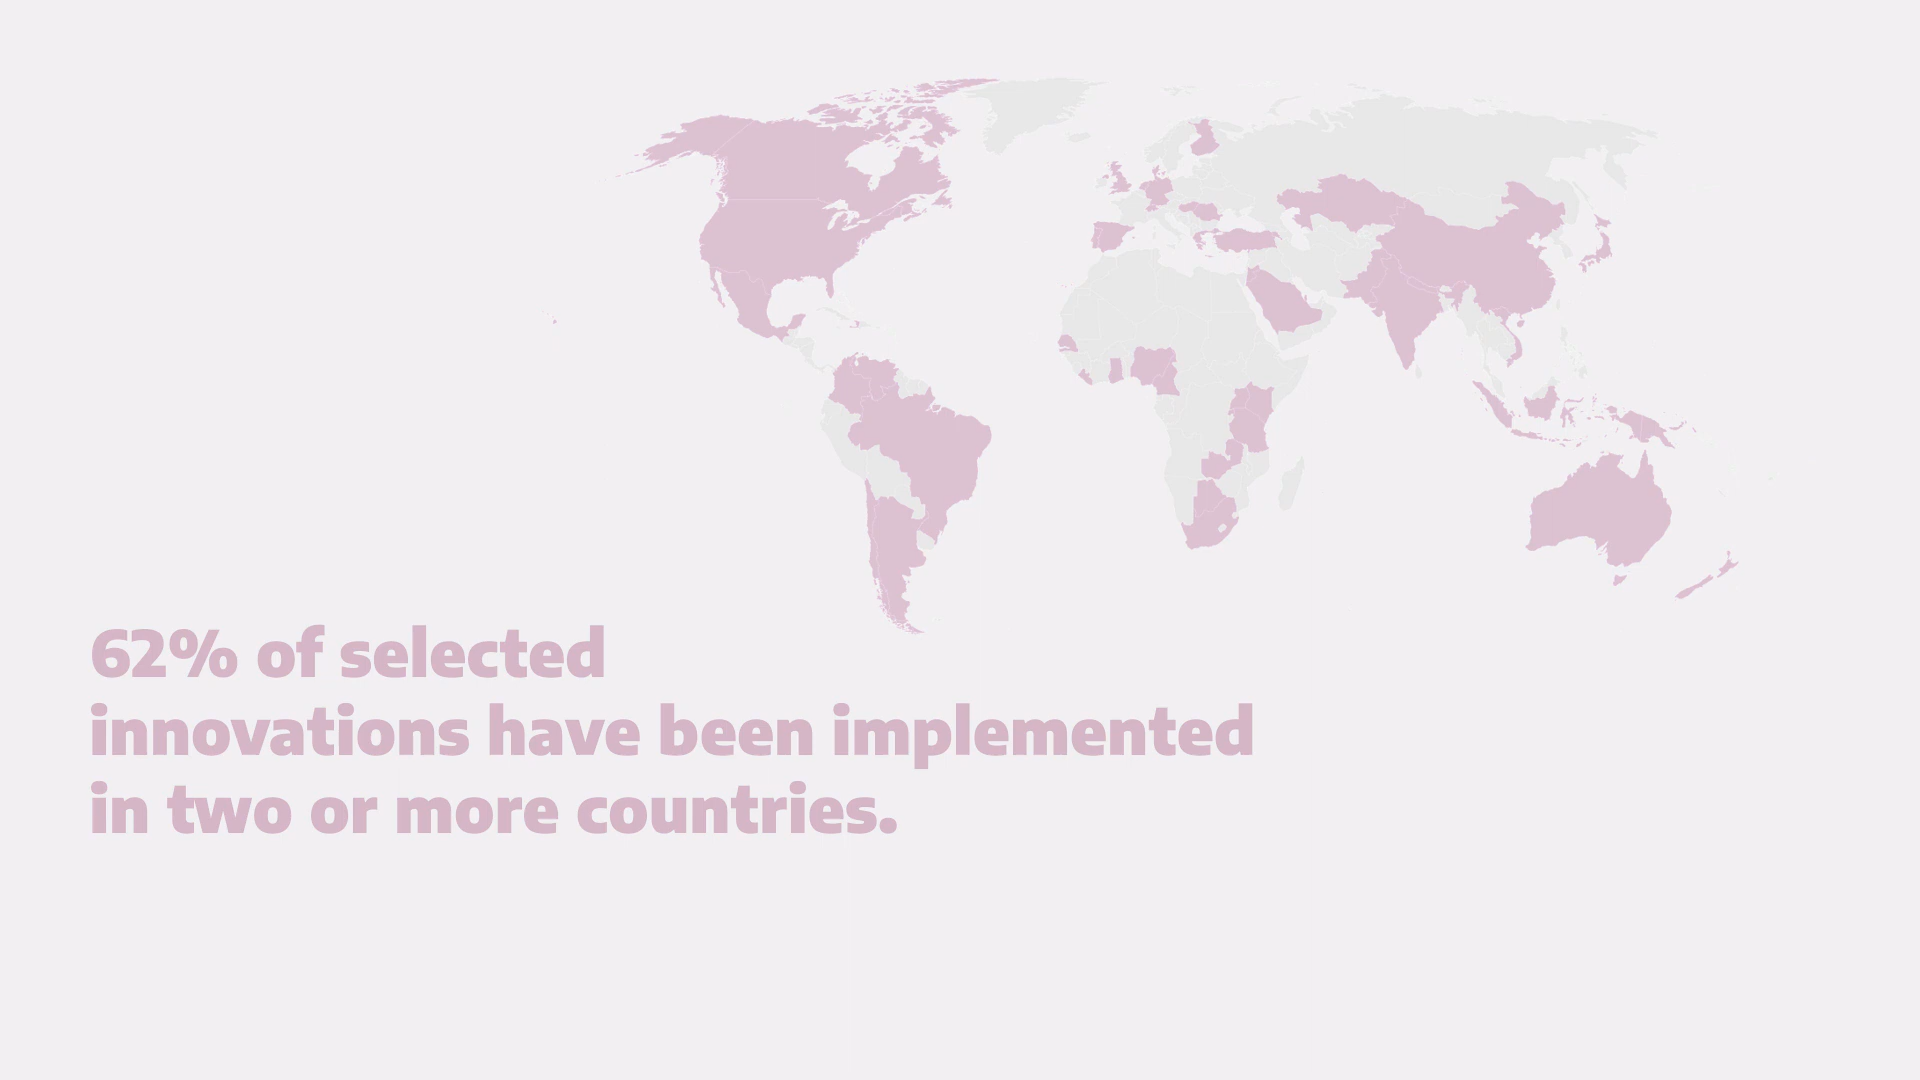 62% of selected
innovations have been implemented
in two or more countries.